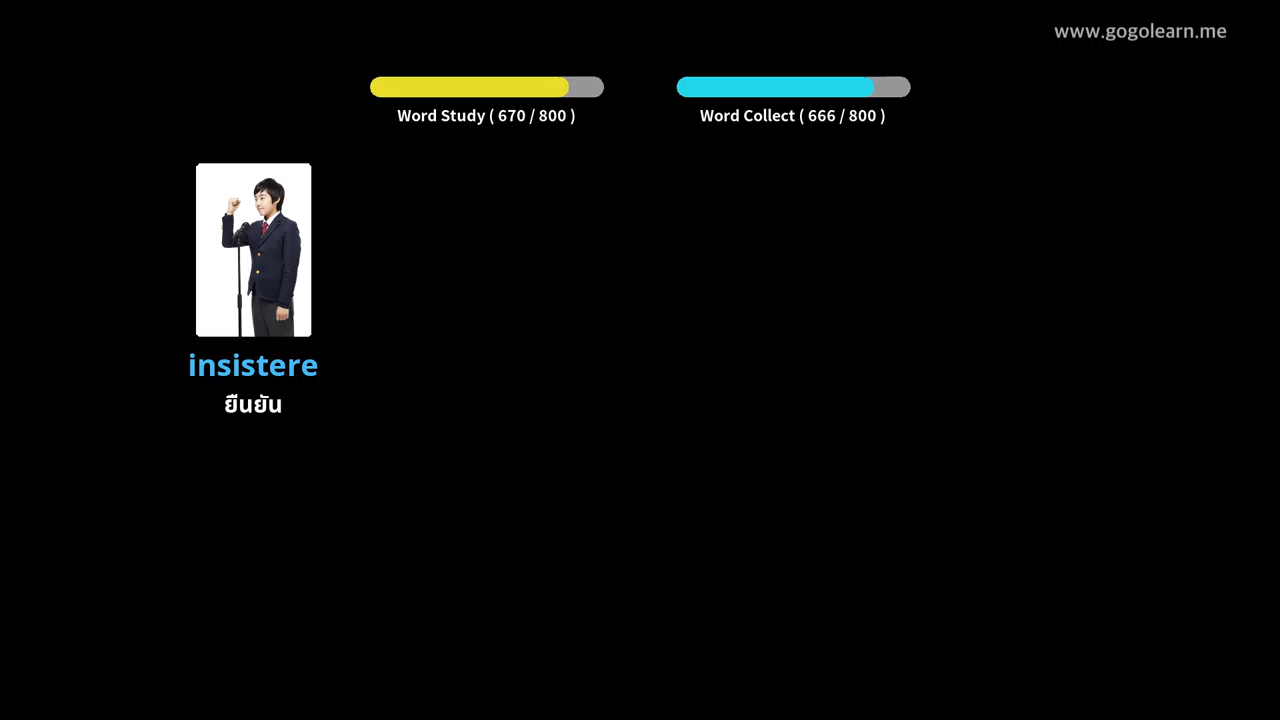 www.gogolearn.me
Word Study ( 670 / 800 )
Word Collect ( 666 / 800 )
insistere
ยืนยัน